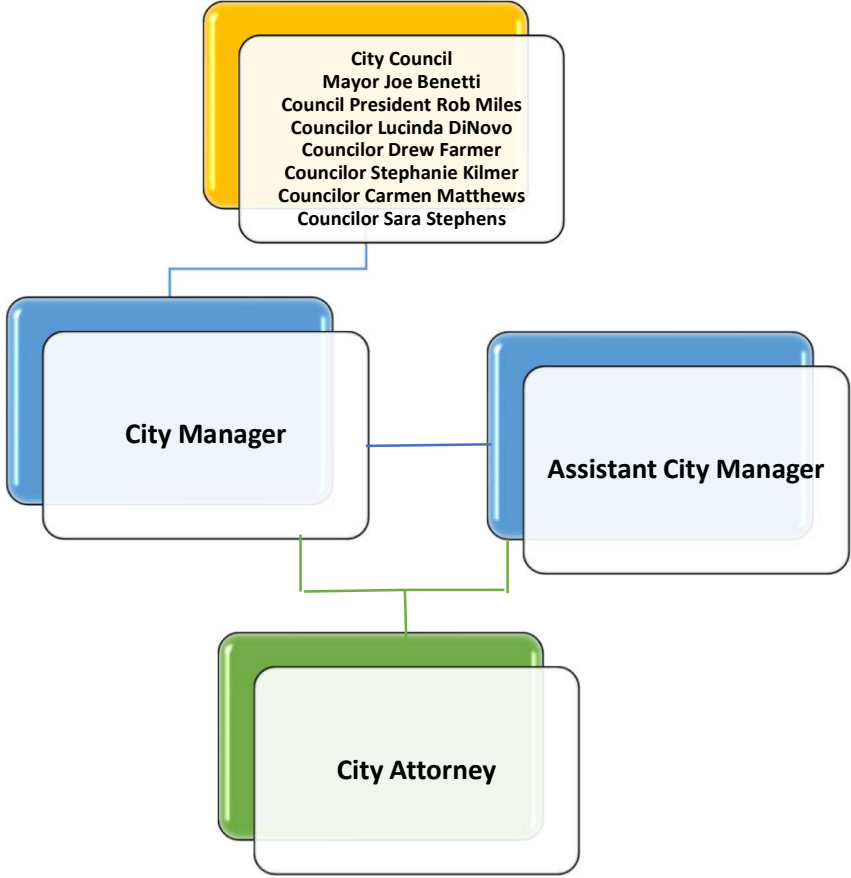 City Council
Mayor Joe Benetti
Council President Rob Miles
Councilor Lucinda DiNovo
Councilor Drew Farmer
Councilor Stephanie Kilmer
Councilor Carmen Matthews
Councilor Sara Stephens
City Manager
Assistant City Manager
City Attorney